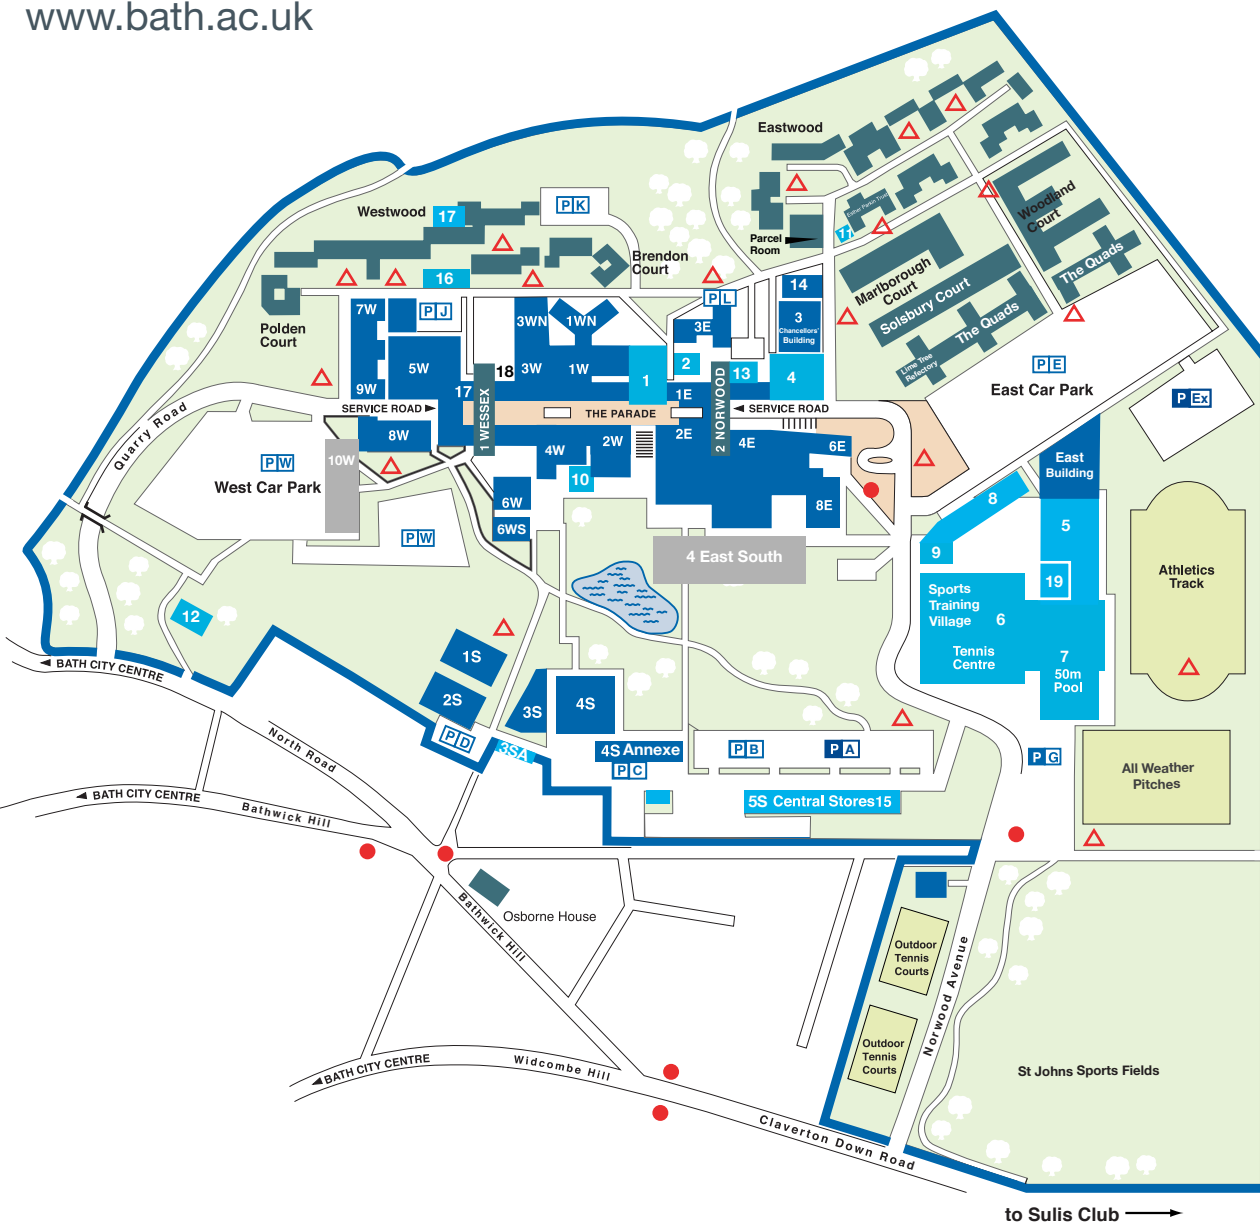 www.bath.ac.uk
Eastwood
Westwood
17
P K
Esther Parkin Trust
11
Parcel
Room
Woodland
Court
The Quads
Brendon
Court
16
Marlborough
Court
Solsbury Court
The Quads
Lime Tree
Refectory
Polden
Court
7W
P J
3WN
1WN
P L
14
3
Chancellors'
Building
3E
5W
9W
17
18
3W
1W
1
2
13
4
1E
1 WESSEX
2 NORWOOD
SERVICE ROAD
THE PARADE
SERVICE ROAD
P E
East Car Park
P Ex
Quarry Road
8W
10W
4W
2W
2E
4E
6E
East
Building
P W
West Car Park
10
6W
6WS
8E
8
5
9
P W
4 East South
19
Athletics
Track
Sports
Training
Village
6
Tennis
Centre
7
50m
Pool
12
BATH CITY CENTRE
1S
2S
3S
4S
P D
3SA
4S Annexe
P C
P B
P A
P G
North Road
All Weather
Pitches
BATH CITY CENTRE
Bathwick Hill
5S Central Stores15
Bathwick Hill
Osborne House
Outdoor
Tennis
Courts
Norwood Avenue
Outdoor
Tennis
Courts
BATH CITY CENTRE
Widcombe Hill
St Johns Sports Fields
Claverton Down Road
to Sulis Club